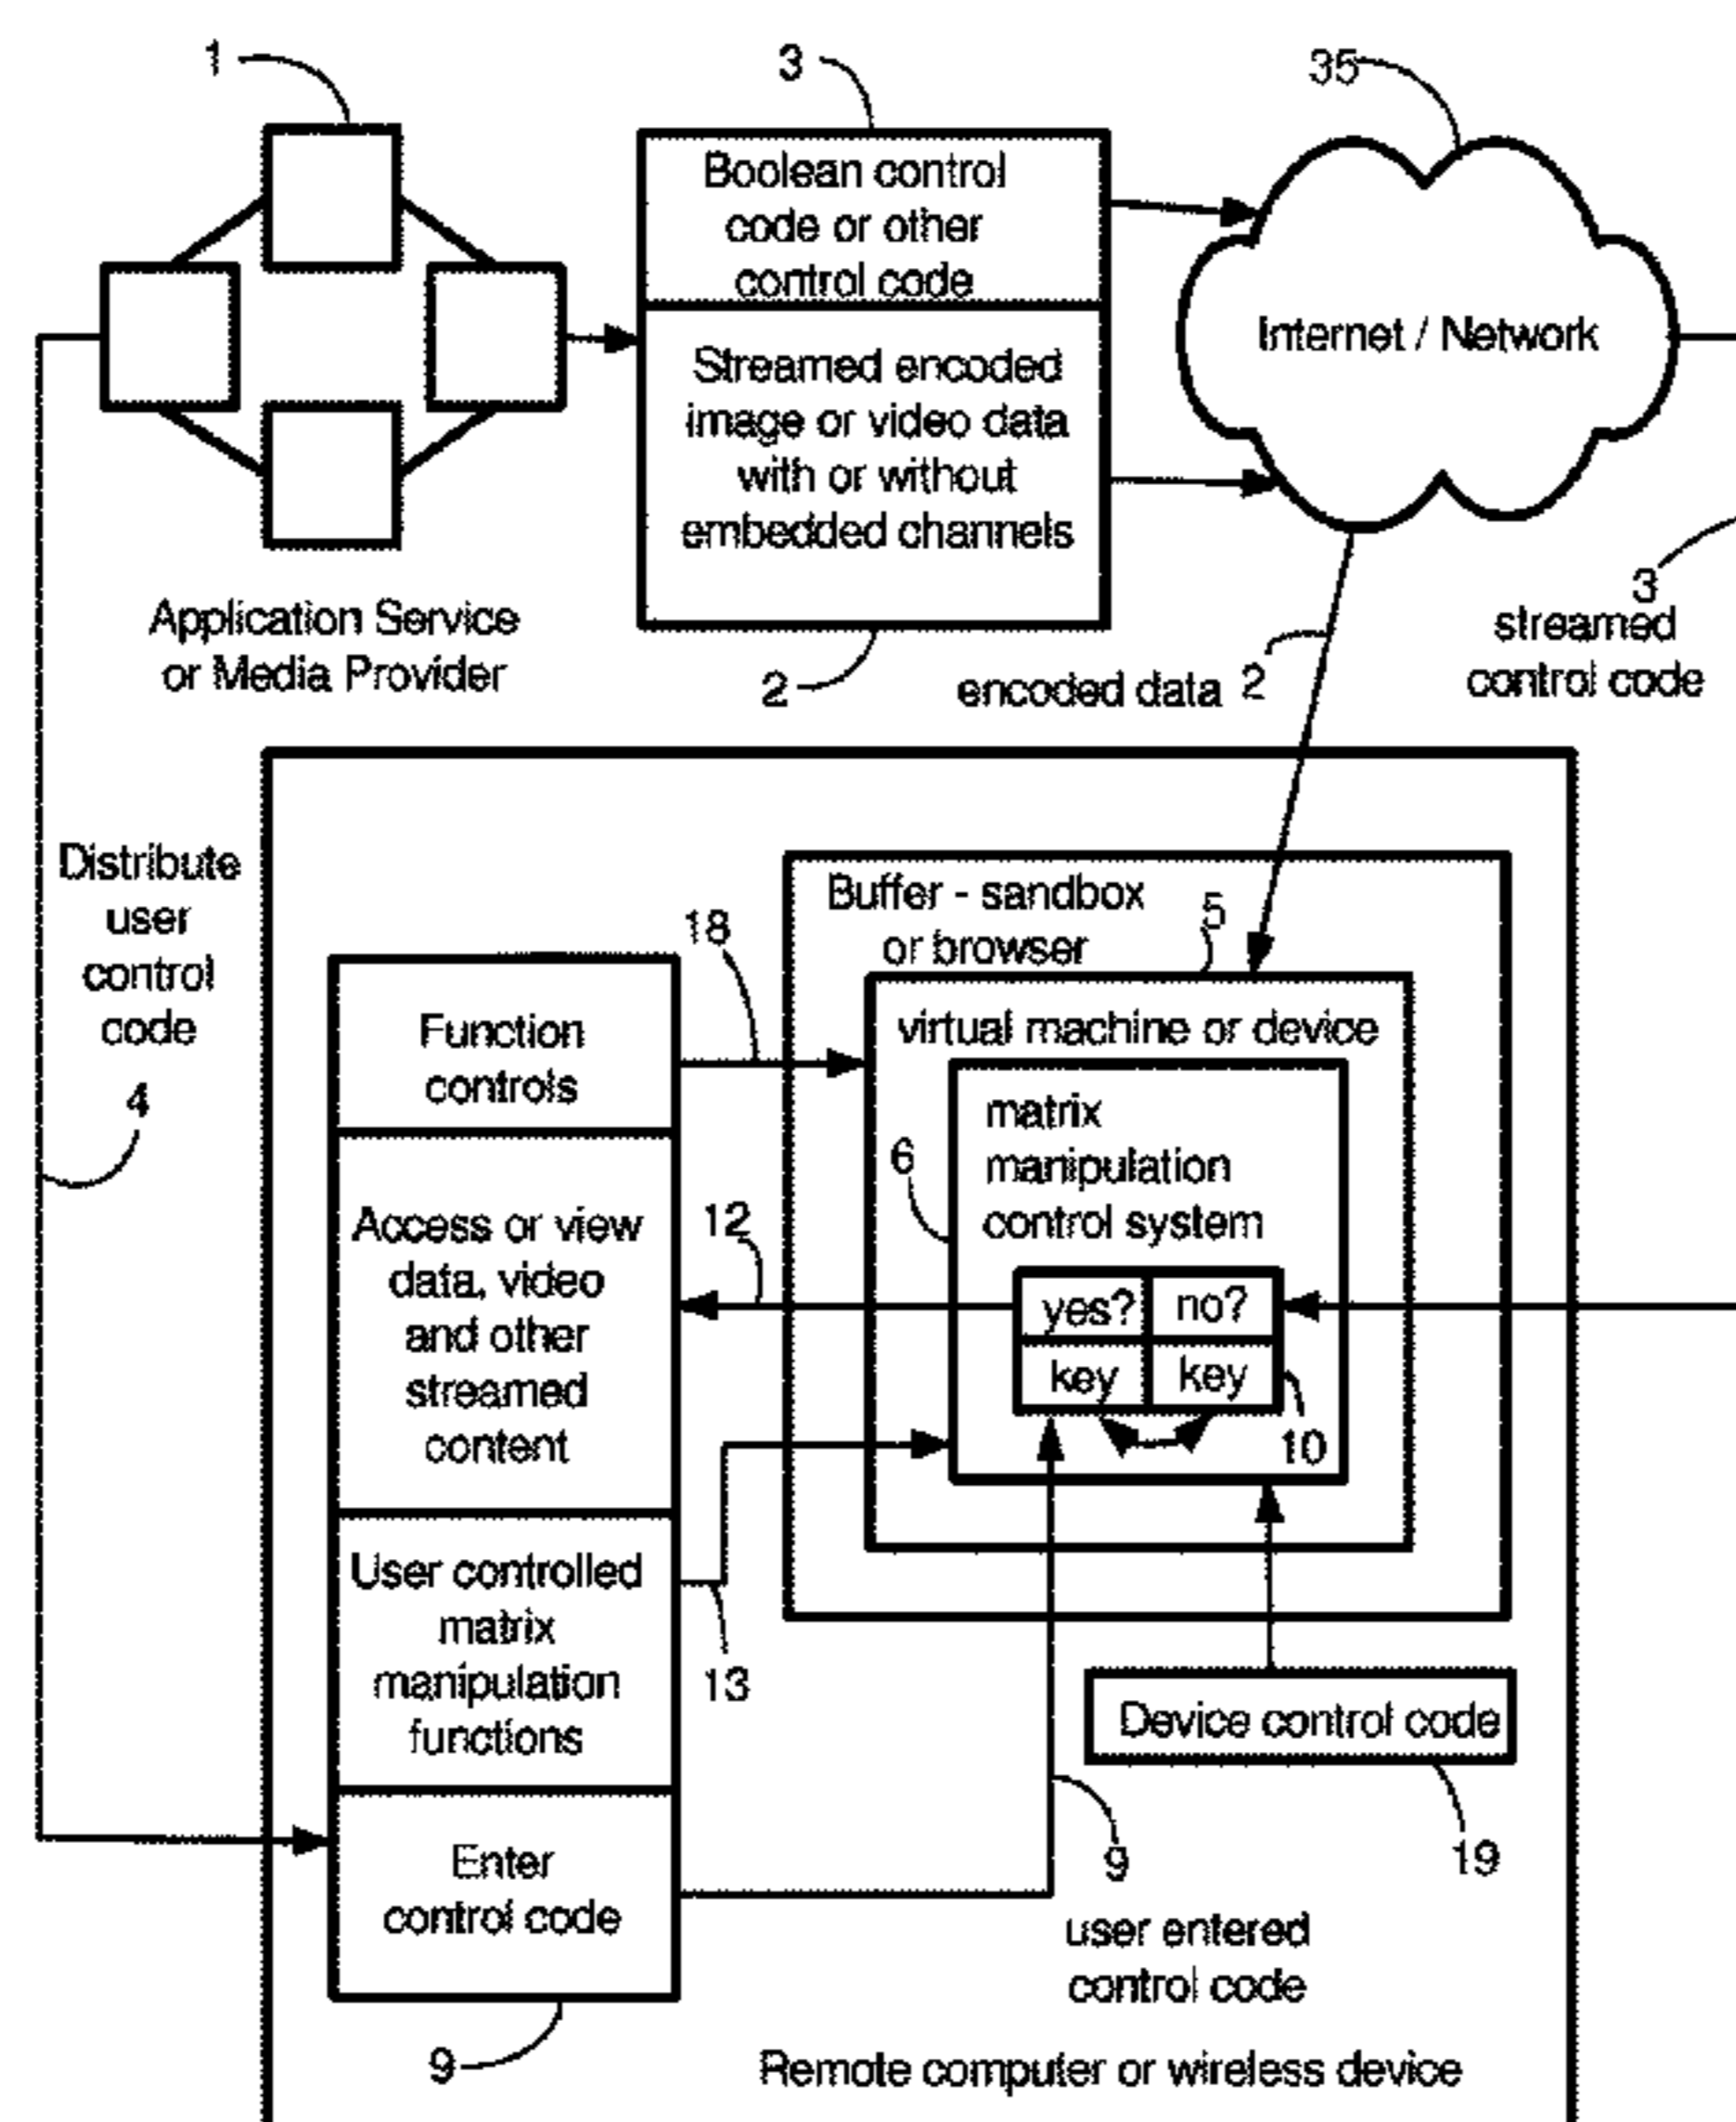 1
3
35
Boolean control
code or other
control code
Streamed encoded
image or video data
with or without
embedded channels
Internet / Network
Application Service
or Media Provider
2
encoded data
2
3
streamed
control code
Distribute
user
control
code
4
Buffer - sandbox
or browser
5
18
virtual machine or device
Function
controls
matrix
manipulation
control system
6
12
Access or view
data, video
and other
streamed
content
yes?
no?
key
key
10
User controlled
matrix
manipulation
functions
13
Device control code
19
Enter
control code
9
user entered
control code
9
Remote computer or wireless device